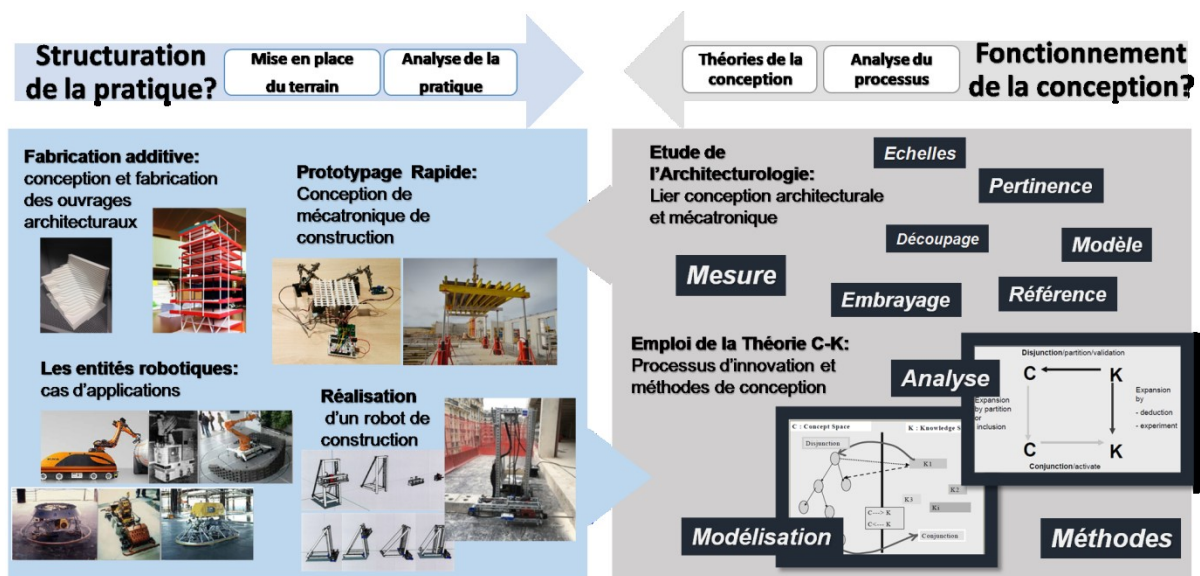 Structuration
de la pratique?
Mise en place
du terrain
Analyse de la
pratique
Théories de la
conception
Analyse du
processus
Fonctionnement
de la conception?
Fabrication additive:
conception et fabrication
des ouvrages
architecturaux
Prototypage Rapide:
Conception de
mécatronique de
construction
Les entités robotiques:
cas d'applications
Réalisation
d'un robot de
construction
Etude de
l'Architecturologie:
Lier conception architecturale
et mécatronique
Echelles
Pertinence
Découpage
Modèle
Mesure
Embrayage
Référence
Emploi de la Théorie C-K:
Processus d'innovation et
méthodes de conception
Analyse
Disjunction/partition/validation
C
K
Expansion
by partition
or
inclusion
Expansion
by
- deduction
- experiment
C
K
Conjunction/activate
C : Concept Space
K : Knowledge S
Disjunction
K1
K2
K3
Ki
C---> K
C<--- K
Conjunction
Modélisation
Méthodes